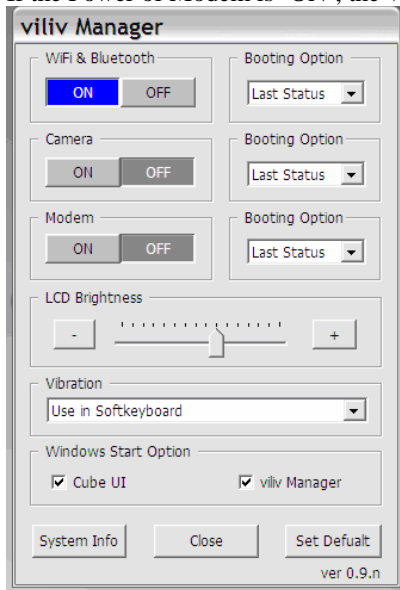 viliv Manager
WiFi & Bluetooth
Booting Option
ON
OFF
Last Status
Camera
Booting Option
ON
OFF
Last Status
Modem
Booting Option
ON
OFF
Last Status
LCD Brightness
-
+
Vibration
Use in Softkeyboard
Windows Start Option
Cube UI
viliv Manager
System Info
Close
Set Defualt
ver 0.9.n